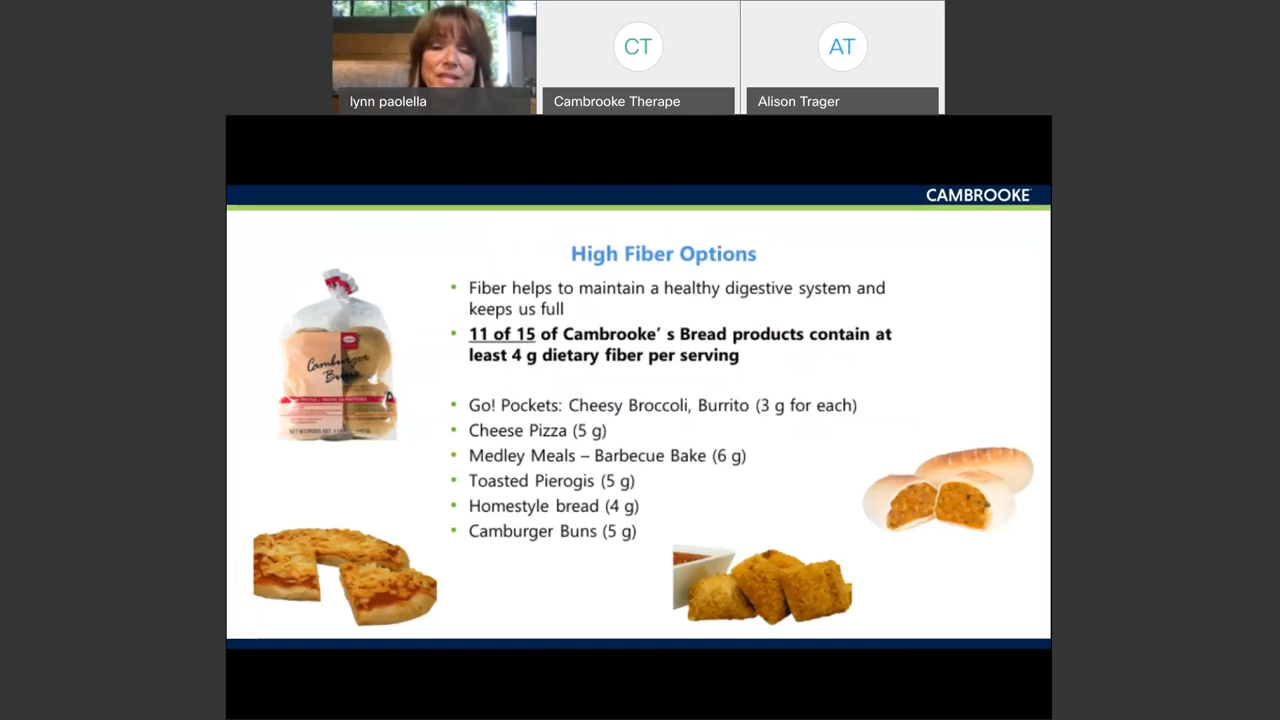 CT
AT
lynn paolella
Cambrooke Therape
Alison Trager
CAMBROOKE
High Fiber Options
• Fiber helps to maintain a healthy digestive system and
keeps us full
• 11 of 15 of Cambrooke' s Bread products contain at
least 4 g dietary fiber per serving
Camburger
Buns
• Go! Pockets: Cheesy Broccoli, Burrito (3 g for each)
• Cheese Pizza (5 g)
• Medley Meals – Barbecue Bake (6 g)
• Toasted Pierogis (5 g)
• Homestyle bread (4 g)
• Camburger Buns (5 g)